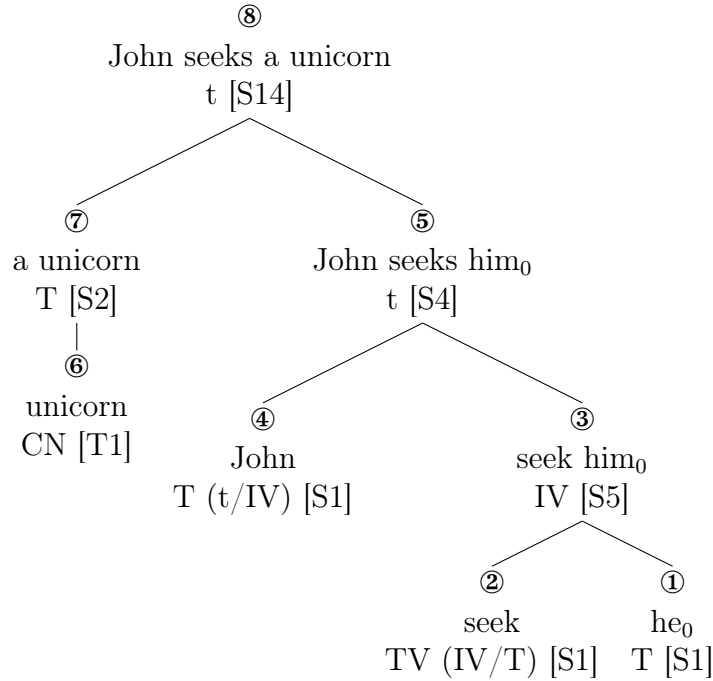 ⑧
John seeks a unicorn
t [S14]
⑦
a unicorn
T [S2]
⑤
John seeks him₀
t [S4]
⑥
unicorn
CN [T1]
④
John
T (t/IV) [S1]
③
seek him₀
IV [S5]
②
seek
TV (IV/T) [S1]
①
he₀
T [S1]